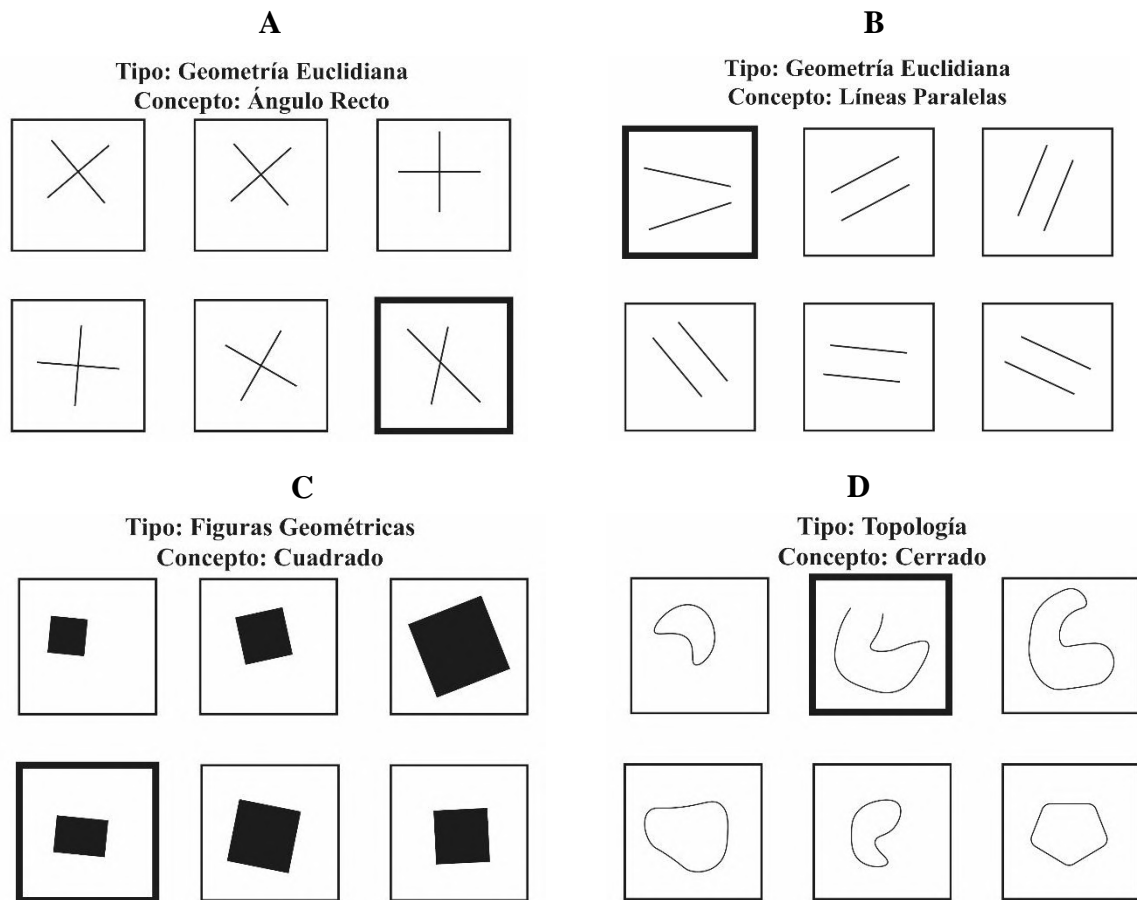 A
Tipo: Geometría Euclidiana
Concepto: Ángulo Recto
B
Tipo: Geometría Euclidiana
Concepto: Líneas Paralelas
C
Tipo: Figuras Geométricas
Concepto: Cuadrado
D
Tipo: Topología
Concepto: Cerrado